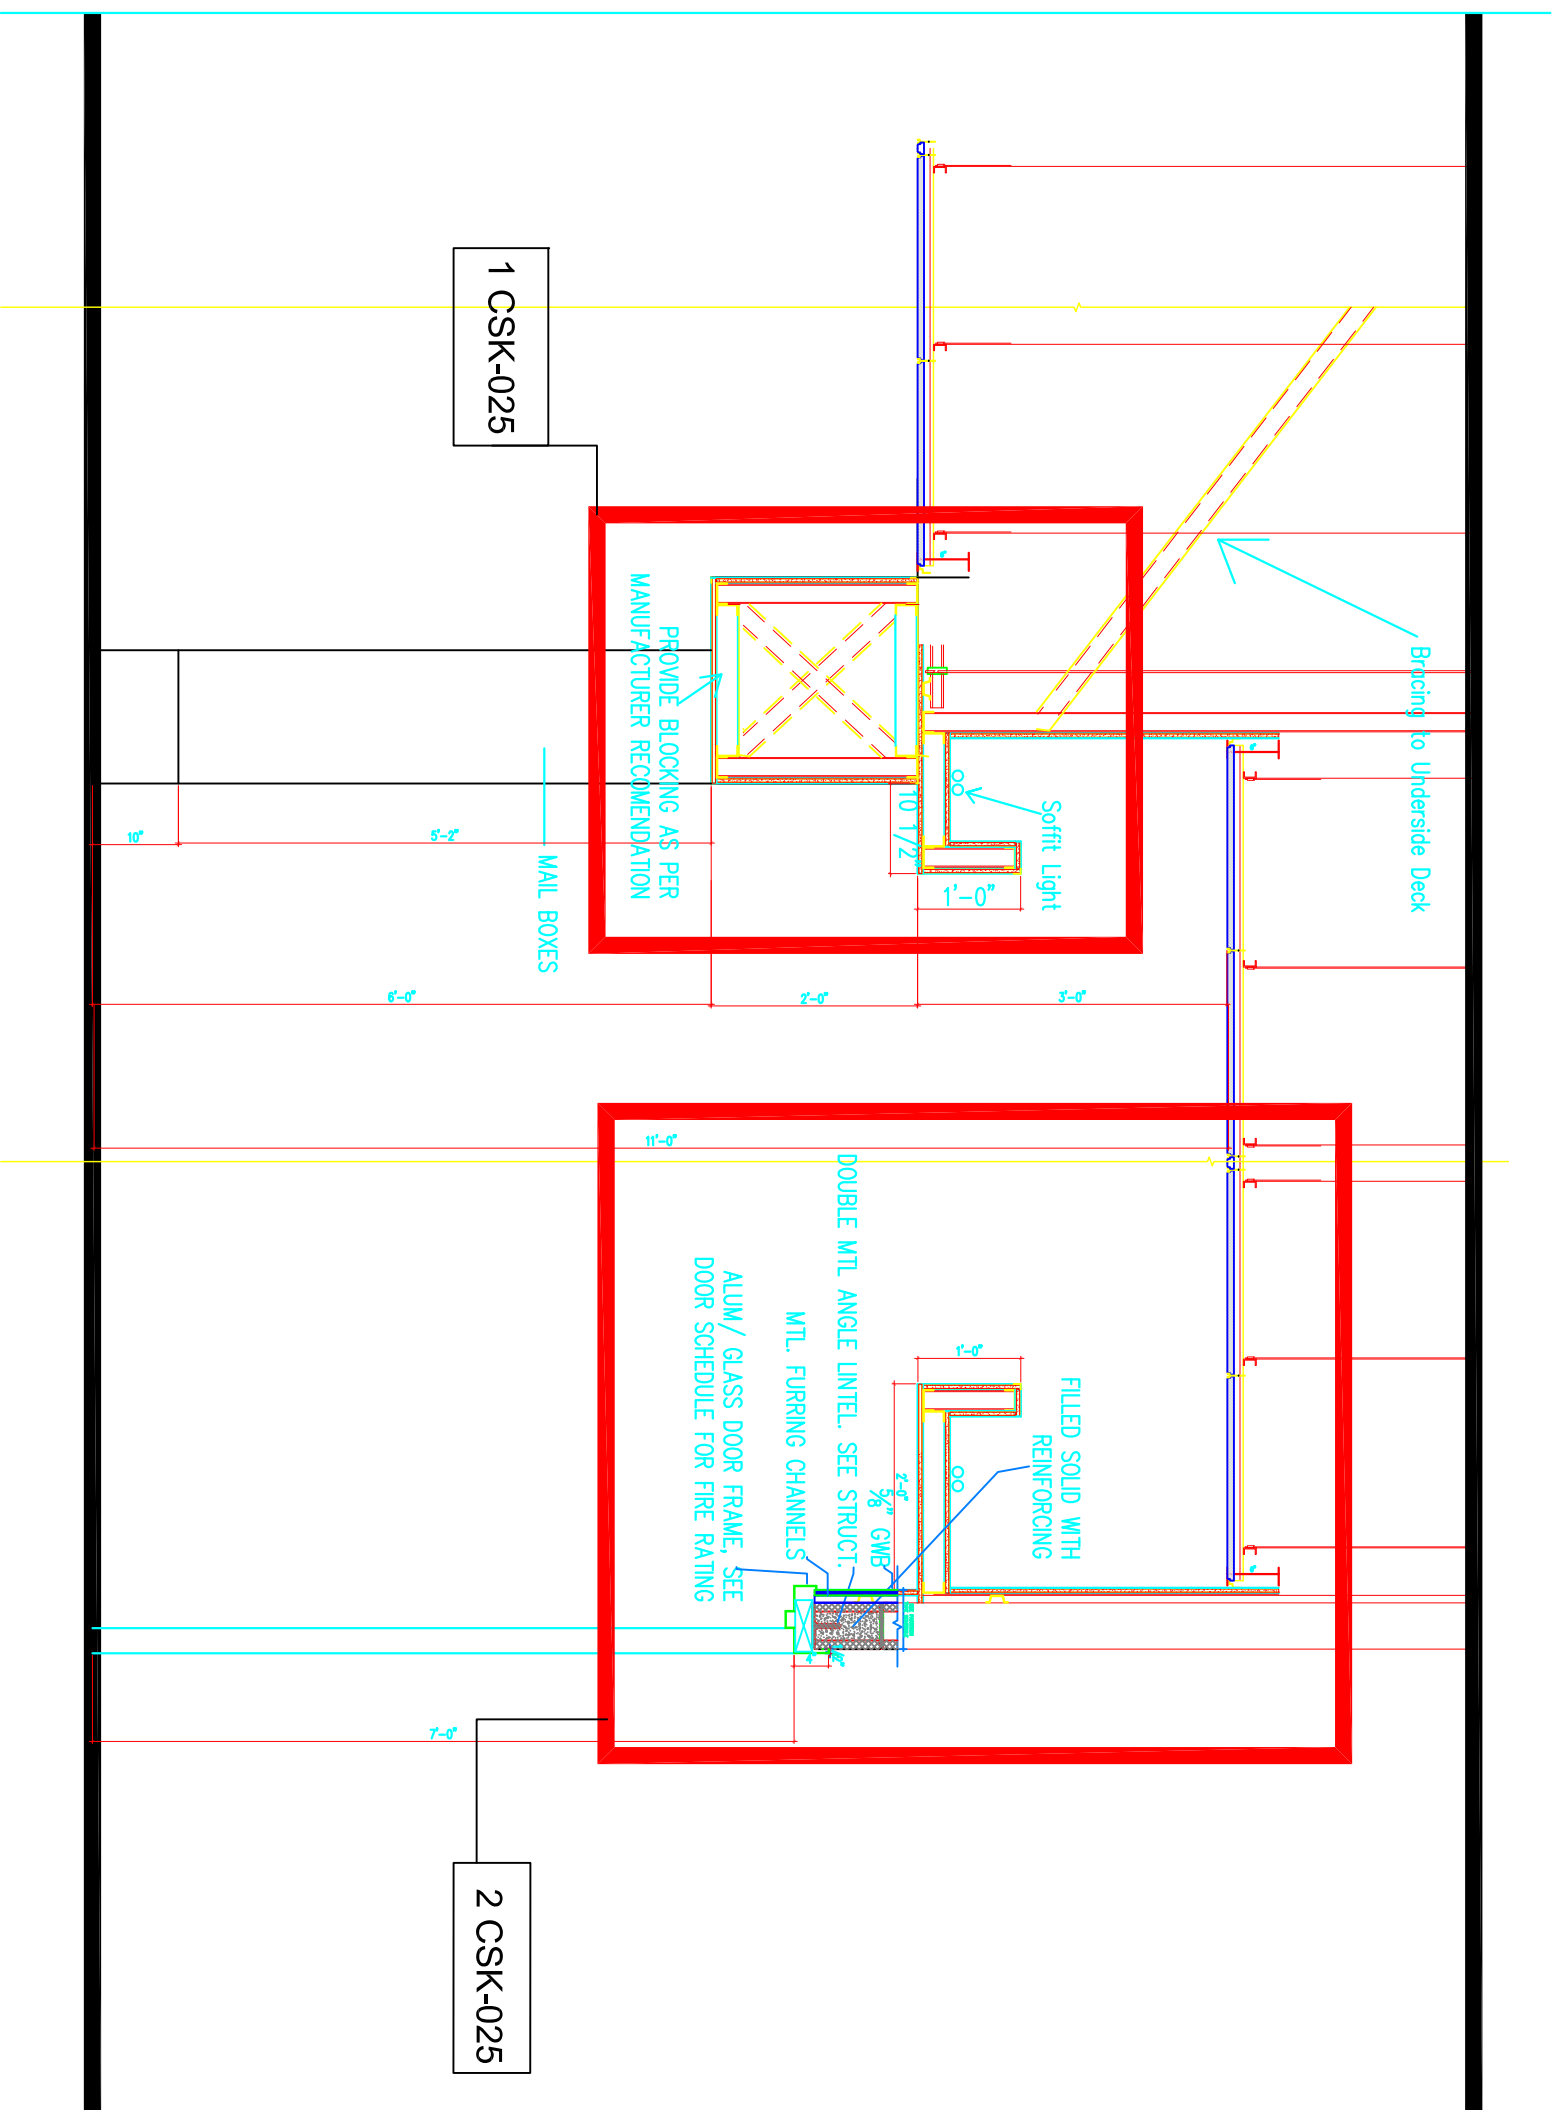 Bracing to Underside Deck
Soffit Light
10 1/2"
1'-0"
6"
6"
PROVIDE BLOCKING AS PER
MANUFACTURER RECOMENDATION
MAIL BOXES
1 CSK-025
10"
5'-2"
6'-0"
2'-0"
3'-0"
11'-0"
1'-0"
FILLED SOLID WITH
REINFORCING
2'-0"
5/8" GWB
DOUBLE MTL ANGLE LINTEL. SEE STRUCT.
MTL. FURRING CHANNELS
ALUM/ GLASS DOOR FRAME, SEE
DOOR SCHEDULE FOR FIRE RATING
7'-0"
2 CSK-025